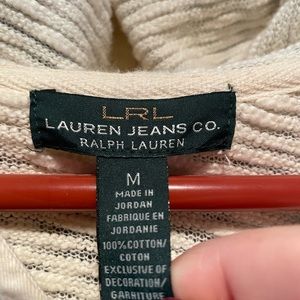 LRL
LAUREN JEANS CO.
RALPH LAUREN
M
MADE IN
JORDAN
FABRIQUE EN
JORDANIE
100% COTTON/
COTON
EXCLUSIVE OF
DECORATION/
GARNITURE